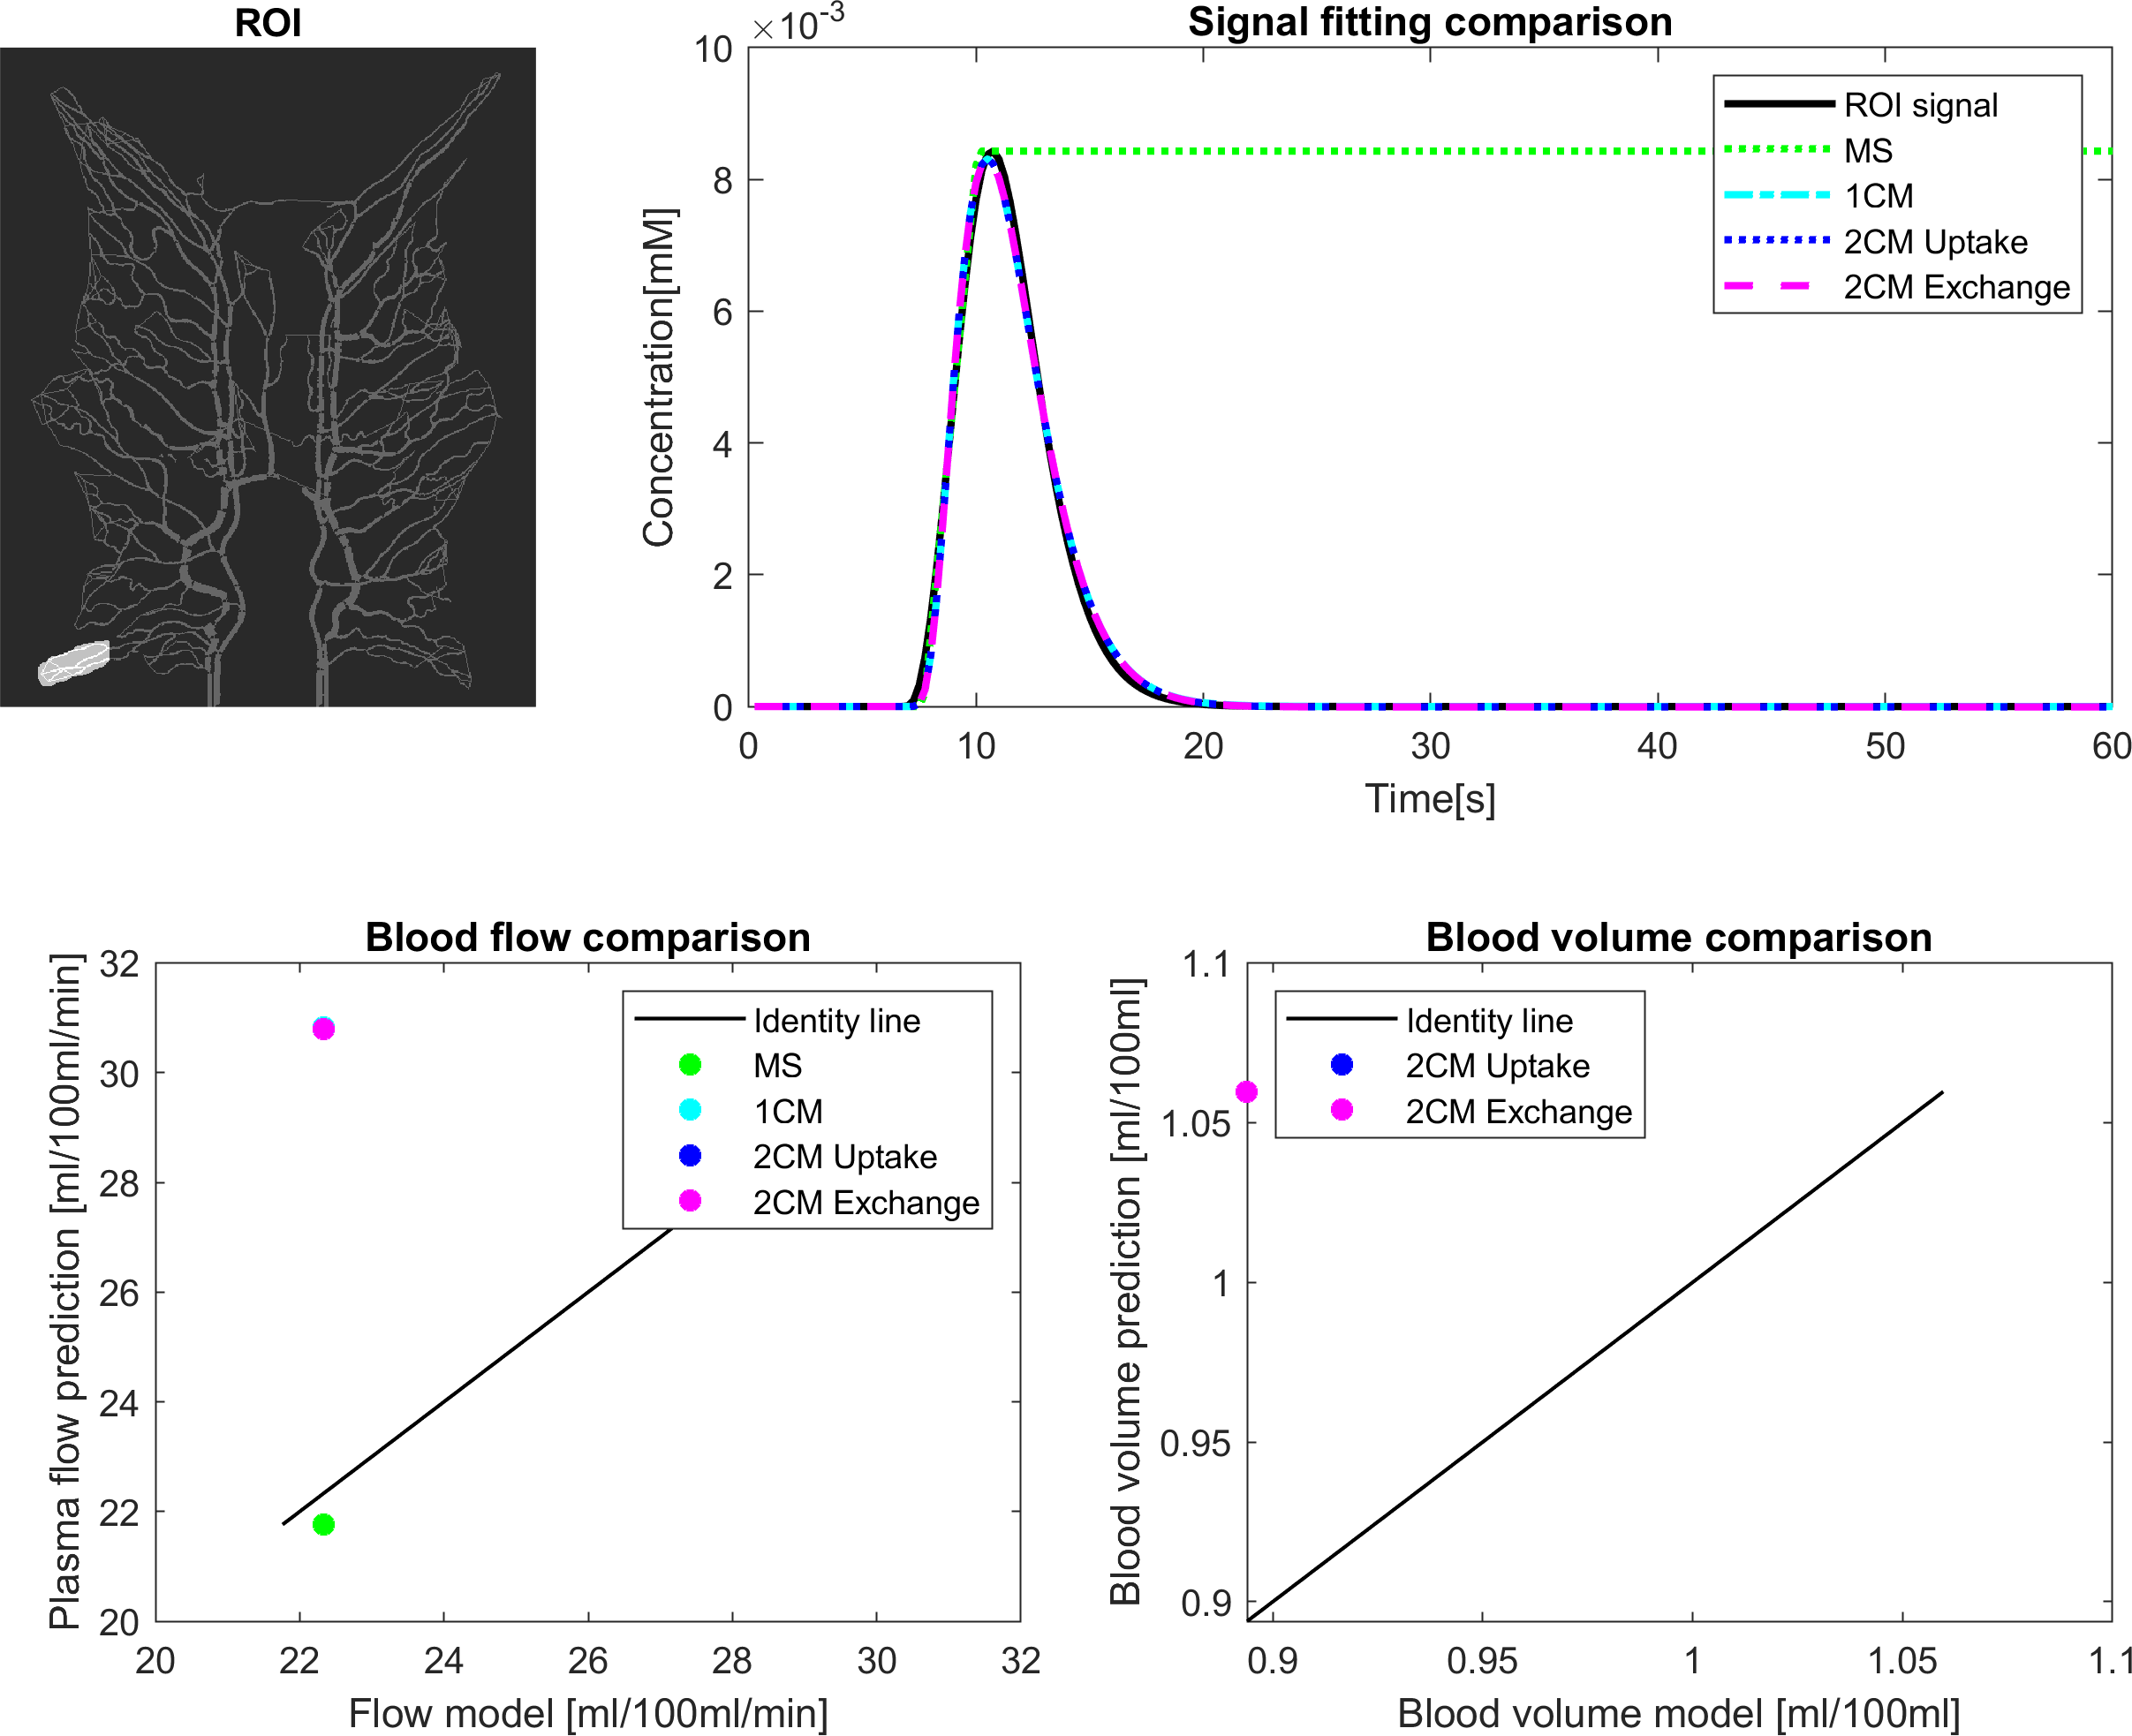 ROI
Signal fitting comparison
×10-3
10
8
6
4
2
0
Concentration[mM]
0 10 20 30 40 50 60
Time[s]
ROI signal
MS
1CM
2CM Uptake
2CM Exchange
Blood flow comparison
32
30
28
26
24
22
20
Plasma flow prediction [ml/100ml/min]
20 22 24 26 28 30 32
Flow model [ml/100ml/min]
Identity line
MS
1CM
2CM Uptake
2CM Exchange
Blood volume comparison
1.1
1.05
1
0.95
0.9
Blood volume prediction [ml/100ml]
0.9 0.95 1 1.05 1.1
Blood volume model [ml/100ml]
Identity line
2CM Uptake
2CM Exchange